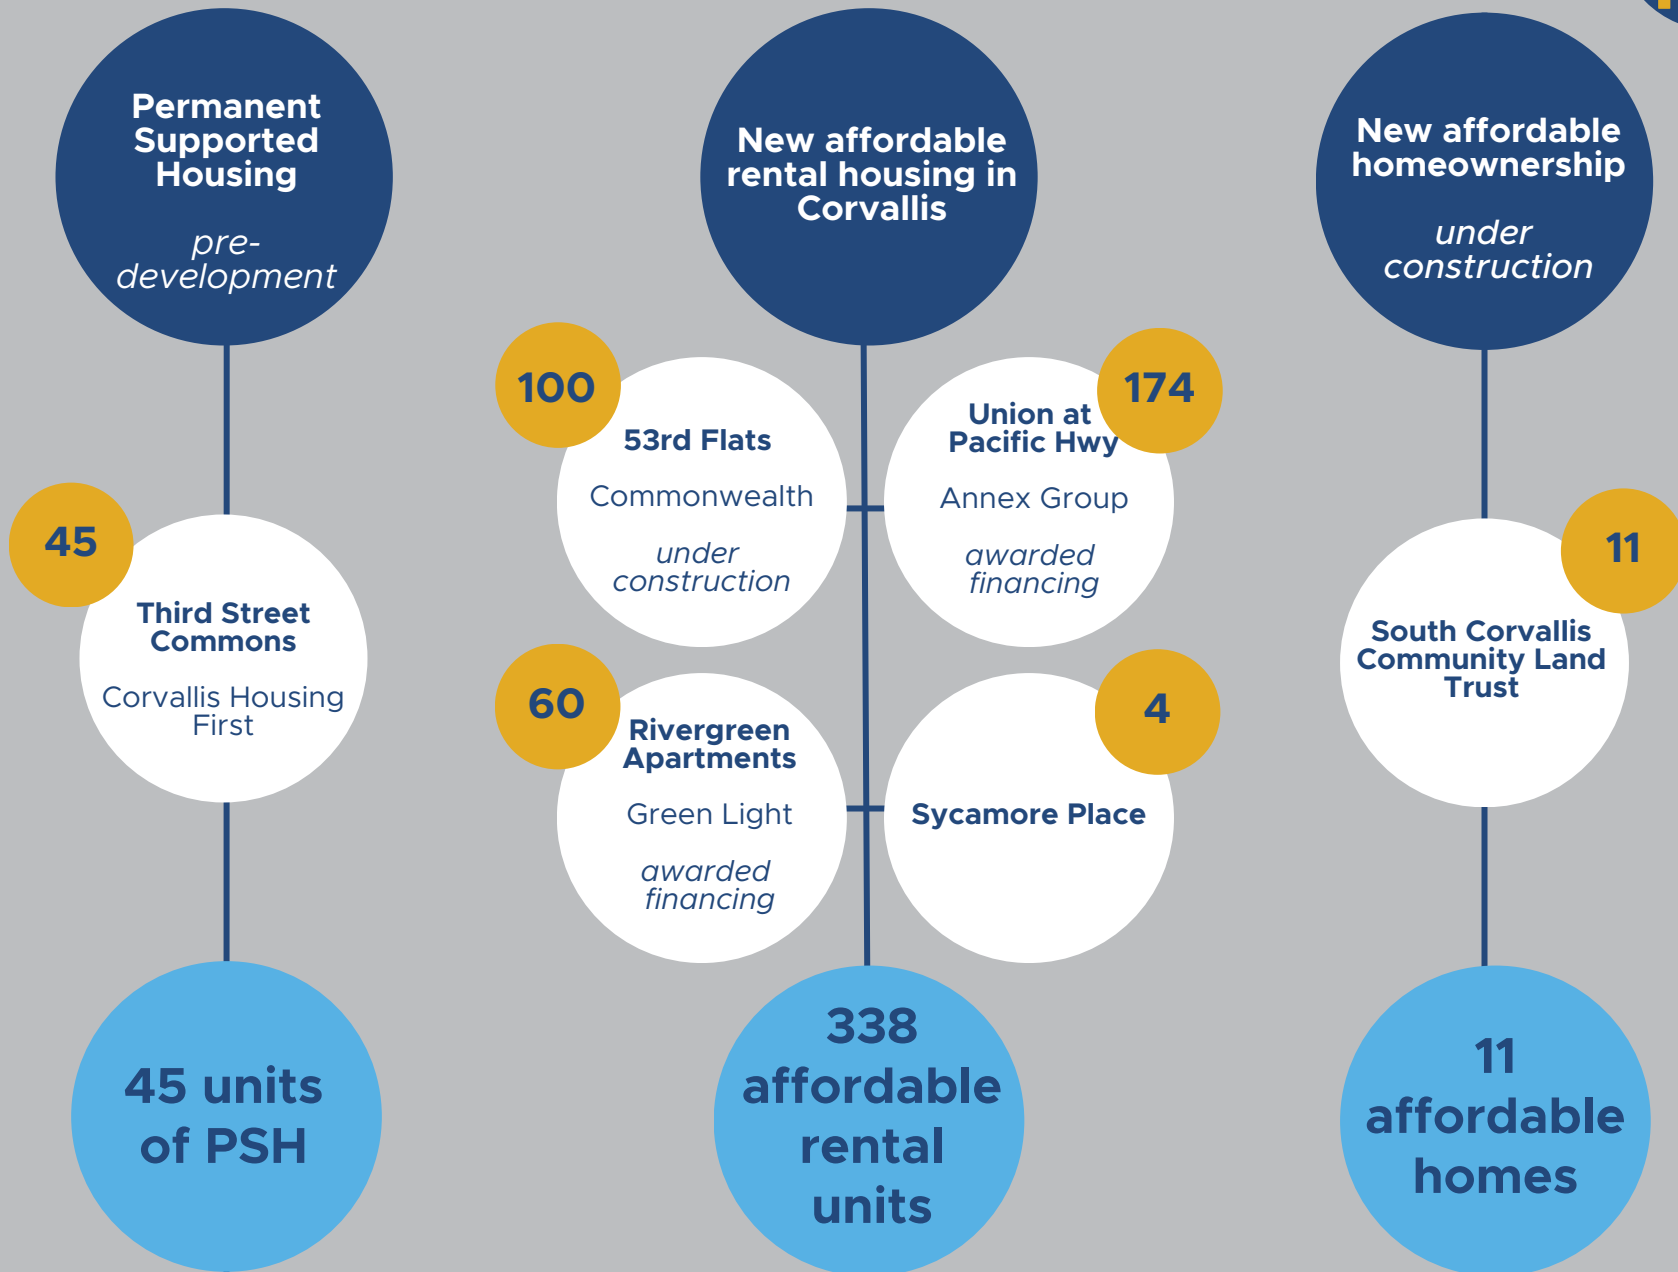 Permanent
Supported
Housing
pre-
development
45
Third Street
Commons
Corvallis Housing
First
45 units
of PSH
New affordable
rental housing in
Corvallis
100
53rd Flats
Commonwealth
under
construction
174
Union at
Pacific Hwy
Annex Group
awarded
financing
60
Rivergreen
Apartments
Green Light
awarded
financing
4
Sycamore Place
338
affordable
rental
units
New affordable
homeownership
under
construction
11
South Corvallis
Community Land
Trust
11
affordable
homes